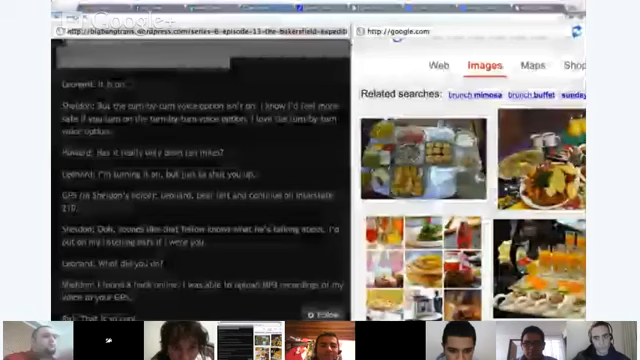 Google+
http://bigbangtrans.wordpress.com/series-6-episode-13-the-bakersfield-expedit
http://google.com
Web Images Maps Shop
Related searches: brunch mimosa brunch buffet sunday
Leonard: It is on.
Sheldon: But the turn-by-turn voice option isn't on. I know I'd feel more
safe if you turn on the turn-by-turn voice option. I love the turn-by-turn
voice option.
Howard: Has it really only been ten miles?
Leonard: I'm turning it on, but just to shut you up.
GPS (in Sheldon's voice): Leonard, bear left and continue on Interstate
210.
Sheldon: Ooh, sounds like that fellow knows what he's talking about. I'd
put on my listening ears if I were you.
Leonard: What did you do?
Sheldon: I found a hack online. I was able to upload MP3 recordings of my
voice to your GPS.
Raj: That is so cool.
Follow